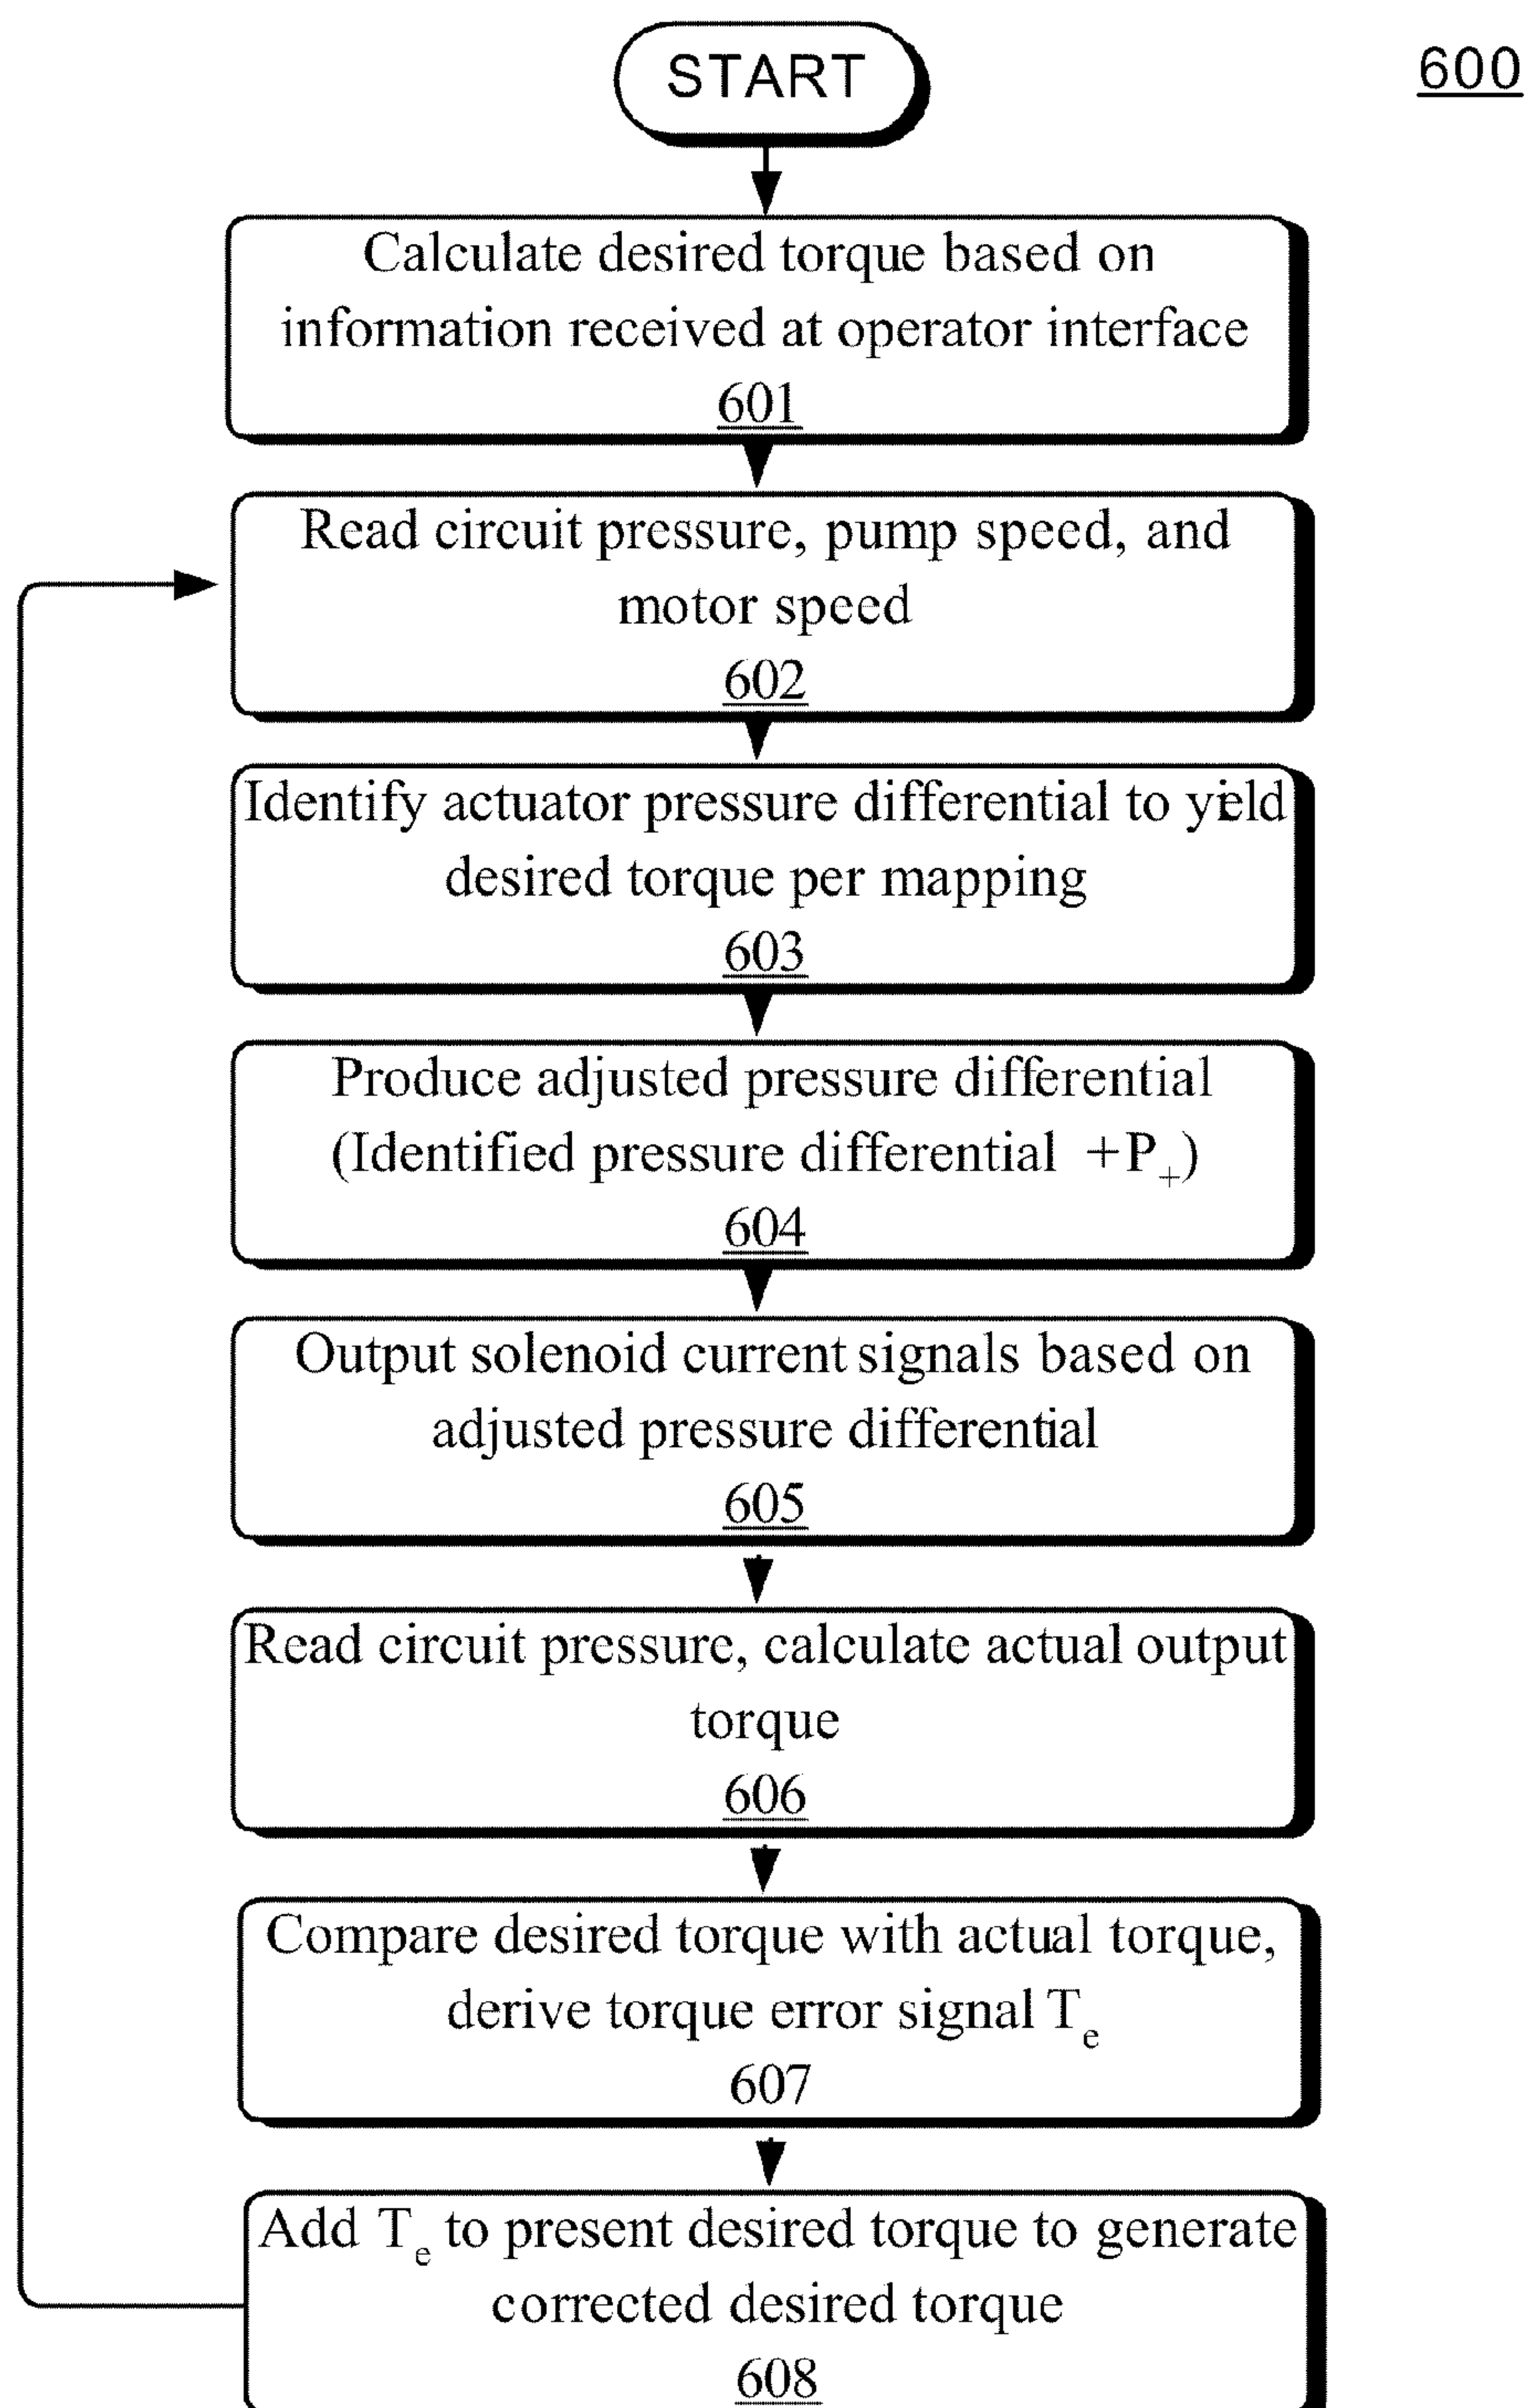 START
600
Calculate desired torque based on
information received at operator interface
601
Read circuit pressure, pump speed, and
motor speed
602
Identify actuator pressure differential to yield
desired torque per mapping
603
Produce adjusted pressure differential
(Identified pressure differential +P₊)
604
Output solenoid current signals based on
adjusted pressure differential
605
Read circuit pressure, calculate actual output
torque
606
Compare desired torque with actual torque,
derive torque error signal Tₑ
607
Add Tₑ to present desired torque to generate
corrected desired torque
608